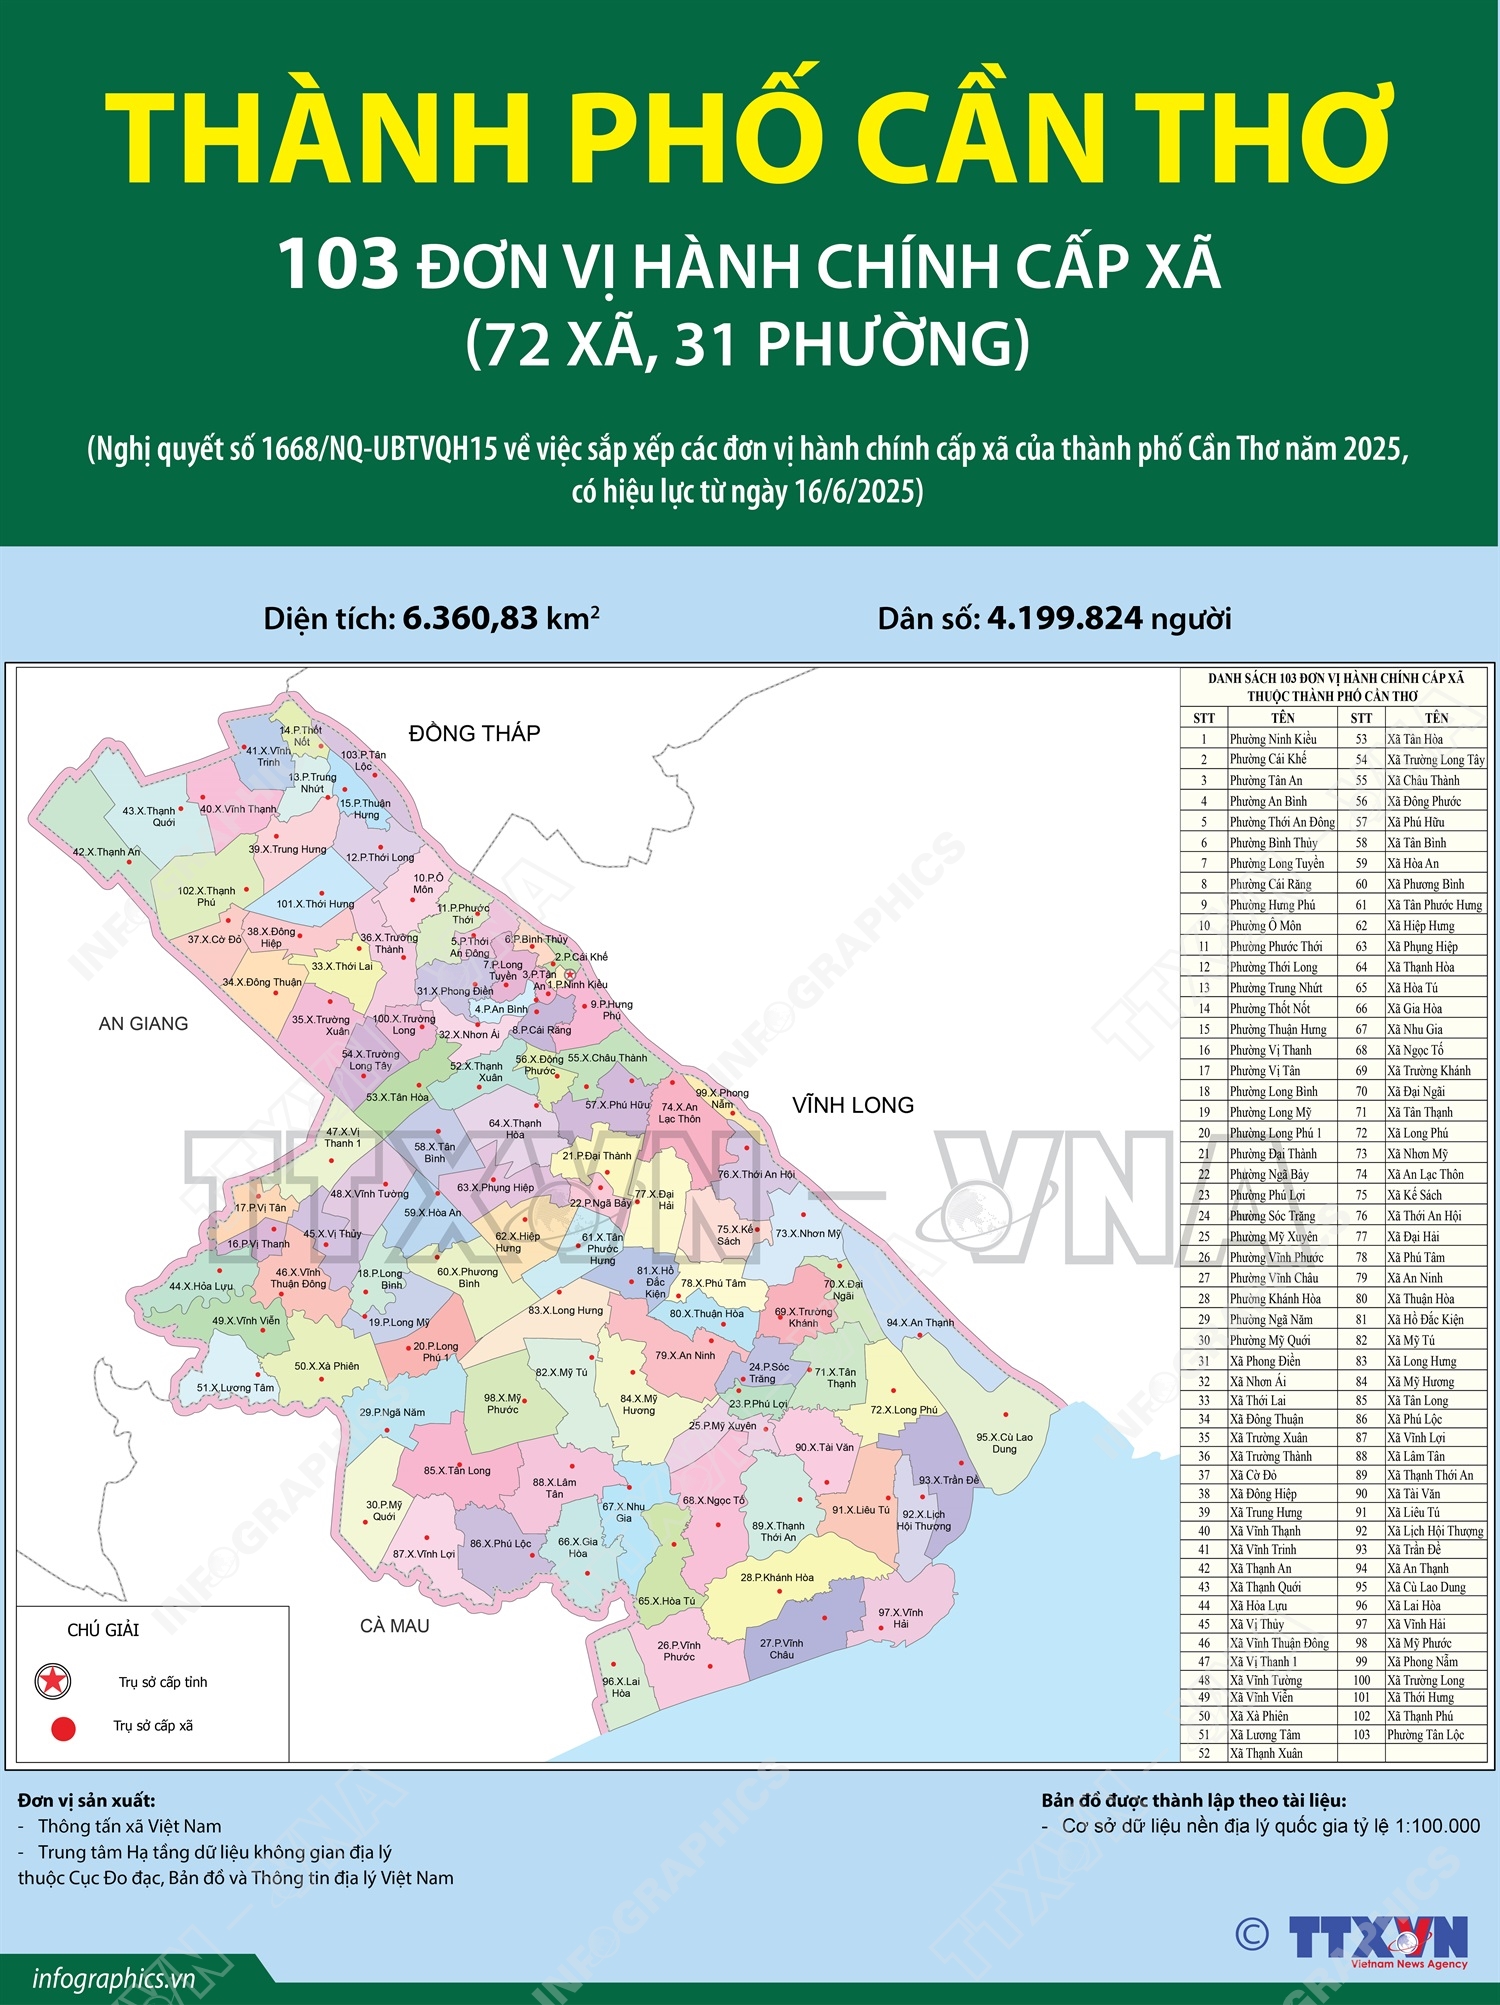 THÀNH PHỐ CẦN THƠ
103 ĐƠN VỊ HÀNH CHÍNH CẤP XÃ
(72 XÃ, 31 PHƯỜNG)
(Nghị quyết số 1668/NQ-UBTVQH15 về việc sắp xếp các đơn vị hành chính cấp xã của thành phố Cần Thơ năm 2025,
có hiệu lực từ ngày 16/6/2025)
Diện tích: 6.360,83 km²
Dân số: 4.199.824 người
ĐỒNG THÁP
AN GIANG
VĨNH LONG
CÀ MAU
14.P.Thốt
Nốt
41.X.Vĩnh
Trinh
103.P.Tân
Lộc
13.P.Trung
Nhứt
15.P.Thuận
Hưng
43.X.Thạnh
Quới
40.X.Vĩnh Thạnh
42.X.Thạnh An
39.X.Trung Hưng
12.P.Thới Long
102.X.Thạnh
Phú
101.X.Thới Hưng
10.P.Ô
Môn
11.P.Phước
Thới
37.X.Cờ Đỏ
38.X.Đông
Hiệp
36.X.Trường
Thành
5.P.Thới
An Đông
6.P.Bình Thủy
2.P.Cái Khế
33.X.Thới Lai
7.P.Long
Tuyền
3.P.Tân
An
1.P.Ninh Kiều
34.X.Đông Thuận
31.X.Phong Điền
4.P.An Bình
9.P.Hưng
Phú
35.X.Trường
Xuân
100.X.Trường
Long
32.X.Nhơn Ái
8.P.Cái Răng
54.X.Trường
Long Tây
52.X.Thạnh
Xuân
56.X.Đông
Phước
55.X.Châu Thành
53.X.Tân Hòa
57.X.Phú Hữu
74.X.An
Lạc Thôn
99.X.Phong
Nẫm
47.X.Vị
Thanh 1
64.X.Thạnh
Hòa
58.X.Tân
Bình
21.P.Đại Thành
76.X.Thới An Hội
48.X.Vĩnh Tường
63.X.Phụng Hiệp
22.P.Ngã Bảy
77.X.Đại
Hải
17.P.Vị Tân
59.X.Hòa An
16.P.Vị Thanh
45.X.Vị Thủy
62.X.Hiệp
Hưng
61.X.Tân
Phước
Hưng
75.X.Kế
Sách
73.X.Nhơn Mỹ
44.X.Hỏa Lựu
46.X.Vĩnh
Thuận Đông
18.P.Long
Bình
60.X.Phương
Bình
81.X.Hồ
Đắc
Kiện
78.X.Phú Tâm
70.X.Đại
Ngãi
49.X.Vĩnh Viễn
19.P.Long Mỹ
83.X.Long Hưng
80.X.Thuận Hòa
69.X.Trường
Khánh
94.X.An Thạnh
50.X.Xà Phiên
20.P.Long
Phú 1
79.X.An Ninh
51.X.Lương Tâm
82.X.Mỹ Tú
24.P.Sóc
Trăng
71.X.Tân
Thạnh
98.X.Mỹ
Phước
84.X.Mỹ
Hương
23.P.Phú Lợi
72.X.Long Phú
29.P.Ngã Năm
25.P.Mỹ Xuyên
95.X.Cù Lao
Dung
90.X.Tài Văn
85.X.Tân Long
88.X.Lâm
Tân
93.X.Trần Đề
30.P.Mỹ
Quới
67.X.Nhu
Gia
68.X.Ngọc Tố
91.X.Liêu Tú
92.X.Lịch
Hội Thượng
89.X.Thạnh
Thới An
87.X.Vĩnh Lợi
86.X.Phú Lộc
66.X.Gia
Hòa
28.P.Khánh Hòa
65.X.Hòa Tú
97.X.Vĩnh
Hải
26.P.Vĩnh
Phước
27.P.Vĩnh
Châu
96.X.Lai
Hòa
CHÚ GIẢI
Trụ sở cấp tỉnh
Trụ sở cấp xã
DANH SÁCH 103 ĐƠN VỊ HÀNH CHÍNH CẤP XÃ
THUỘC THÀNH PHỐ CẦN THƠ
STT TÊN STT TÊN
1 Phường Ninh Kiều 53 Xã Tân Hòa
2 Phường Cái Khế 54 Xã Trường Long Tây
3 Phường Tân An 55 Xã Châu Thành
4 Phường An Bình 56 Xã Đông Phước
5 Phường Thới An Đông 57 Xã Phú Hữu
6 Phường Bình Thủy 58 Xã Tân Bình
7 Phường Long Tuyền 59 Xã Hòa An
8 Phường Cái Răng 60 Xã Phương Bình
9 Phường Hưng Phú 61 Xã Tân Phước Hưng
10 Phường Ô Môn 62 Xã Hiệp Hưng
11 Phường Phước Thới 63 Xã Phụng Hiệp
12 Phường Thới Long 64 Xã Thạnh Hòa
13 Phường Trung Nhứt 65 Xã Hòa Tú
14 Phường Thốt Nốt 66 Xã Gia Hòa
15 Phường Thuận Hưng 67 Xã Nhu Gia
16 Phường Vị Thanh 68 Xã Ngọc Tố
17 Phường Vị Tân 69 Xã Trường Khánh
18 Phường Long Bình 70 Xã Đại Ngãi
19 Phường Long Mỹ 71 Xã Tân Thạnh
20 Phường Long Phú 1 72 Xã Long Phú
21 Phường Đại Thành 73 Xã Nhơn Mỹ
22 Phường Ngã Bảy 74 Xã An Lạc Thôn
23 Phường Phú Lợi 75 Xã Kế Sách
24 Phường Sóc Trăng 76 Xã Thới An Hội
25 Phường Mỹ Xuyên 77 Xã Đại Hải
26 Phường Vĩnh Phước 78 Xã Phú Tâm
27 Phường Vĩnh Châu 79 Xã An Ninh
28 Phường Khánh Hòa 80 Xã Thuận Hòa
29 Phường Ngã Năm 81 Xã Hồ Đắc Kiện
30 Phường Mỹ Quới 82 Xã Mỹ Tú
31 Xã Phong Điền 83 Xã Long Hưng
32 Xã Nhơn Ái 84 Xã Mỹ Hương
33 Xã Thới Lai 85 Xã Tân Long
34 Xã Đông Thuận 86 Xã Phú Lộc
35 Xã Trường Xuân 87 Xã Vĩnh Lợi
36 Xã Trường Thành 88 Xã Lâm Tân
37 Xã Cờ Đỏ 89 Xã Thạnh Thới An
38 Xã Đông Hiệp 90 Xã Tài Văn
39 Xã Trung Hưng 91 Xã Liêu Tú
40 Xã Vĩnh Thạnh 92 Xã Lịch Hội Thượng
41 Xã Vĩnh Trinh 93 Xã Trần Đề
42 Xã Thạnh An 94 Xã An Thạnh
43 Xã Thạnh Quới 95 Xã Cù Lao Dung
44 Xã Hỏa Lựu 96 Xã Lai Hòa
45 Xã Vị Thủy 97 Xã Vĩnh Hải
46 Xã Vĩnh Thuận Đông 98 Xã Mỹ Phước
47 Xã Vị Thanh 1 99 Xã Phong Nẫm
48 Xã Vĩnh Tường 100 Xã Trường Long
49 Xã Vĩnh Viễn 101 Xã Thới Hưng
50 Xã Xà Phiên 102 Xã Thạnh Phú
51 Xã Lương Tâm 103 Phường Tân Lộc
52 Xã Thạnh Xuân
TTXVN – VNA
Đơn vị sản xuất:
- Thông tấn xã Việt Nam
- Trung tâm Hạ tầng dữ liệu không gian địa lý
thuộc Cục Đo đạc, Bản đồ và Thông tin địa lý Việt Nam
Bản đồ được thành lập theo tài liệu:
- Cơ sở dữ liệu nền địa lý quốc gia tỷ lệ 1:100.000
© TTXVN
Vietnam News Agency
infographics.vn